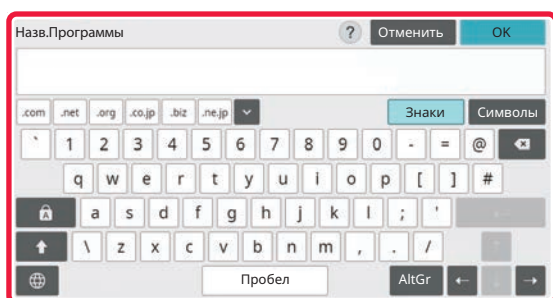 Назв.Программы ? Отменить OK
.com .net .org .co.jp .biz .ne.jp Знаки Символы
` 1 2 3 4 5 6 7 8 9 0 - = @
q w e r t y u i o p [ ] #
A a s d f g h j k l ; '
\ z x c v b n m , . /
Пробел AltGr